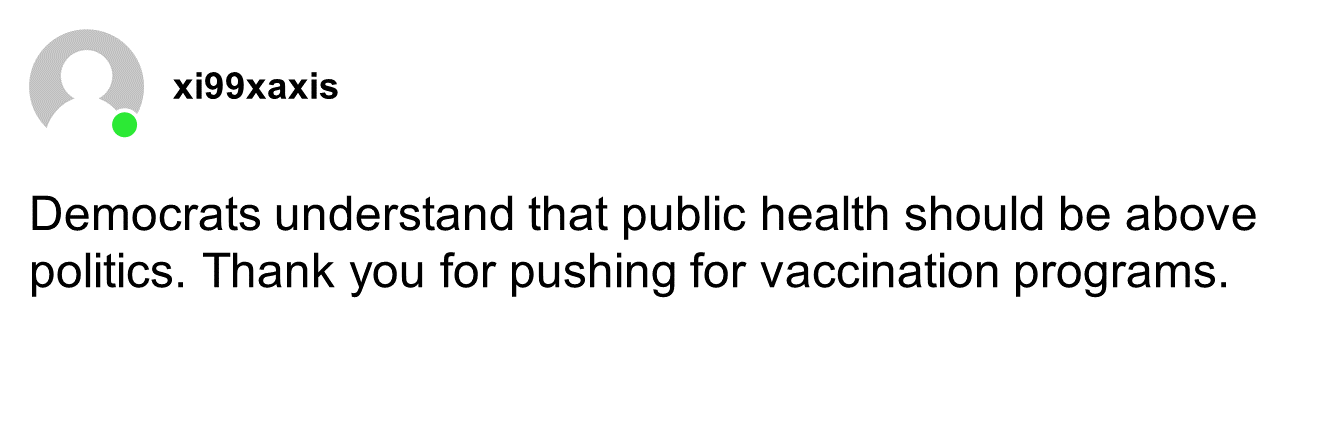 xi99xaxis
Democrats understand that public health should be above
politics. Thank you for pushing for vaccination programs.